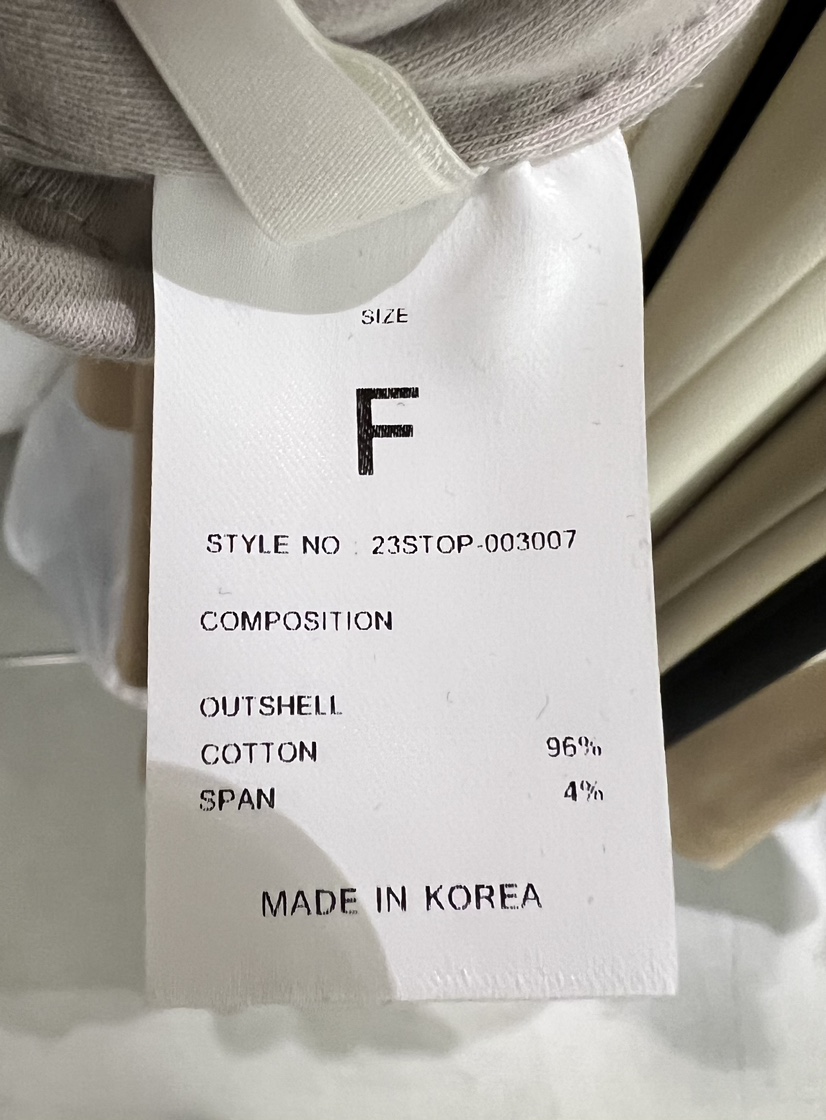 SIZE
F
STYLE NO : 23STOP-003007
COMPOSITION
OUTSHELL
COTTON 96%
SPAN 4%
MADE IN KOREA